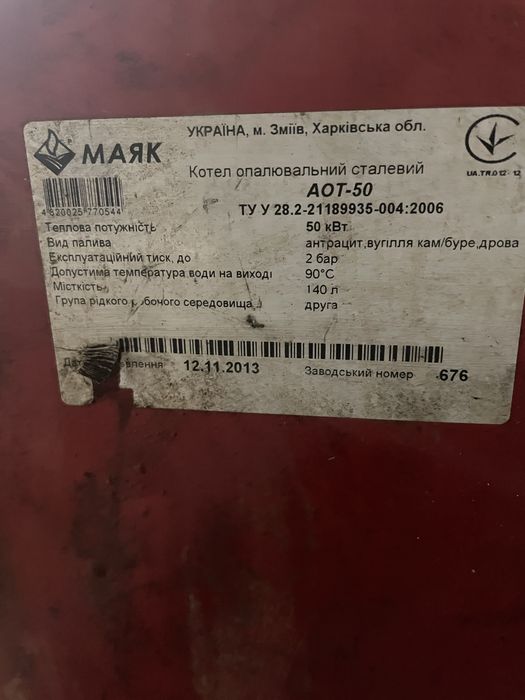 УКРАЇНА, м. Зміїв, Харківська обл.
МАЯК
Котел опалювальний сталевий
АОТ-50
UA.TR.012 - 12
4 820025 770544
ТУ У 28.2-21189935-004:2006
Теплова потужність 50 кВт
Вид палива антрацит,вугілля кам/буре,дрова
Експлуатаційний тиск, до 2 бар
Допустима температура води на виході 90°С
Місткість 140 л
Група рідкого середовища друга
12.11.2013 Заводський номер 676